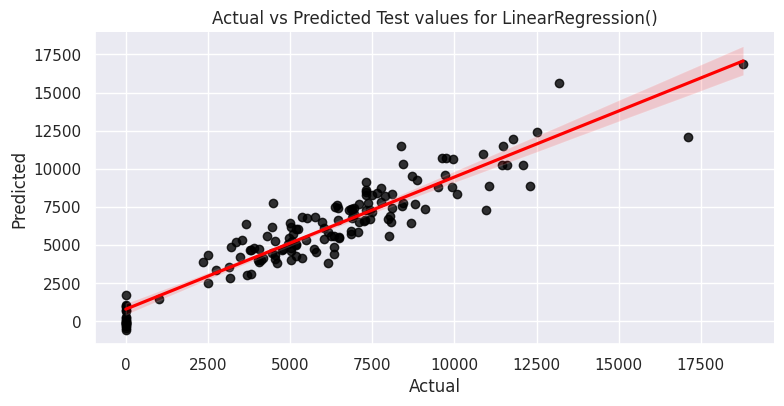 Actual vs Predicted Test values for LinearRegression()
17500
15000
12500
10000
7500
5000
2500
0
Predicted
0 2500 5000 7500 10000 12500 15000 17500
Actual